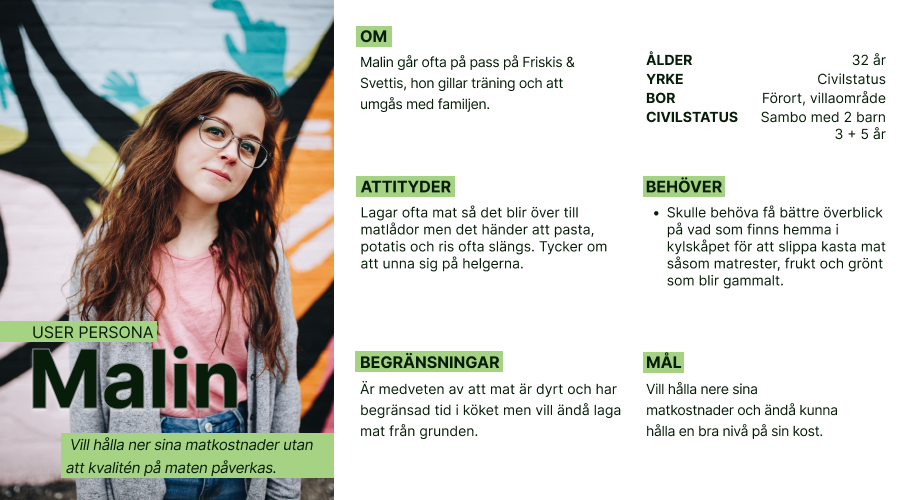 USER PERSONA
Malin
Vill hålla ner sina matkostnader utan
att kvalitén på maten påverkas.
OM
Malin går ofta på pass på Friskis &
Svettis, hon gillar träning och att
umgås med familjen.
ÅLDER 32 år
YRKE Civilstatus
BOR Förort, villaområde
CIVILSTATUS Sambo med 2 barn
3 + 5 år
ATTITYDER
Lagar ofta mat så det blir över till
matlådor men det händer att pasta,
potatis och ris ofta slängs. Tycker om
att unna sig på helgerna.
BEHÖVER
• Skulle behöva få bättre överblick
på vad som finns hemma i
kylskåpet för att slippa kasta mat
såsom matrester, frukt och grönt
som blir gammalt.
BEGRÄNSNINGAR
Är medveten av att mat är dyrt och har
begränsad tid i köket men vill ändå laga
mat från grunden.
MÅL
Vill hålla nere sina
matkostnader och ändå kunna
hålla en bra nivå på sin kost.